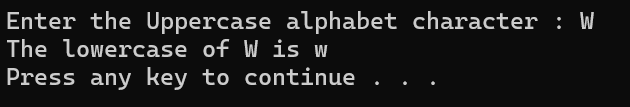 Enter the Uppercase alphabet character : W
The lowercase of W is w
Press any key to continue . . .